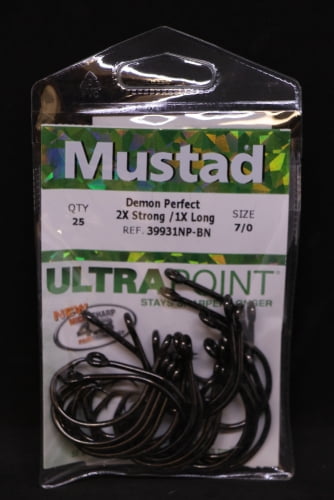 Mustad
QTY
25
Demon Perfect
2X Strong / 1X Long
REF. 39931NP-BN
SIZE
7/0
ULTRAPOINT
STAYS SHARPER LONGER
NEW